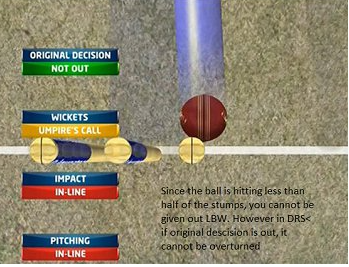 ORIGINAL DECISION
NOT OUT
WICKETS
UMPIRE'S CALL
IMPACT
IN-LINE
PITCHING
IN-LINE
Since the ball is hitting less than
half of the stumps, you cannot be
given out LBW. However in DRS<
if original descision is out, it
cannot be overturned